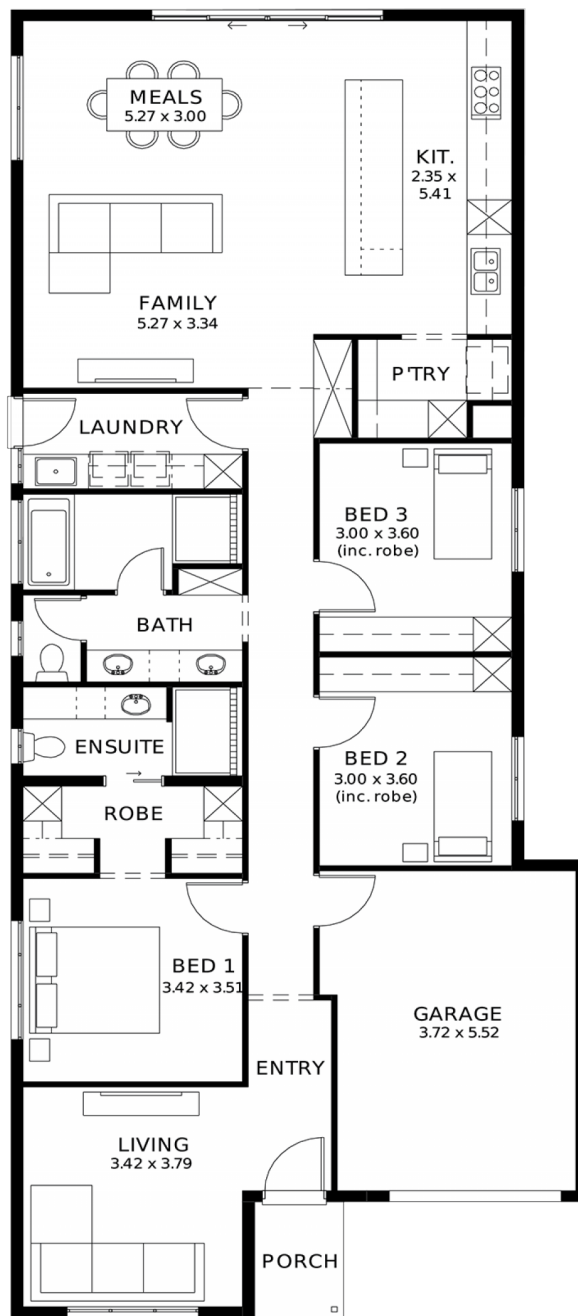 MEALS
5.27 x 3.00
KIT.
2.35 x
5.41
FAMILY
5.27 x 3.34
P'TRY
LAUNDRY
BED 3
3.00 x 3.60
(inc. robe)
BATH
ENSUITE
BED 2
3.00 x 3.60
(inc. robe)
ROBE
BED 1
3.42 x 3.51
GARAGE
3.72 x 5.52
ENTRY
LIVING
3.42 x 3.79
PORCH